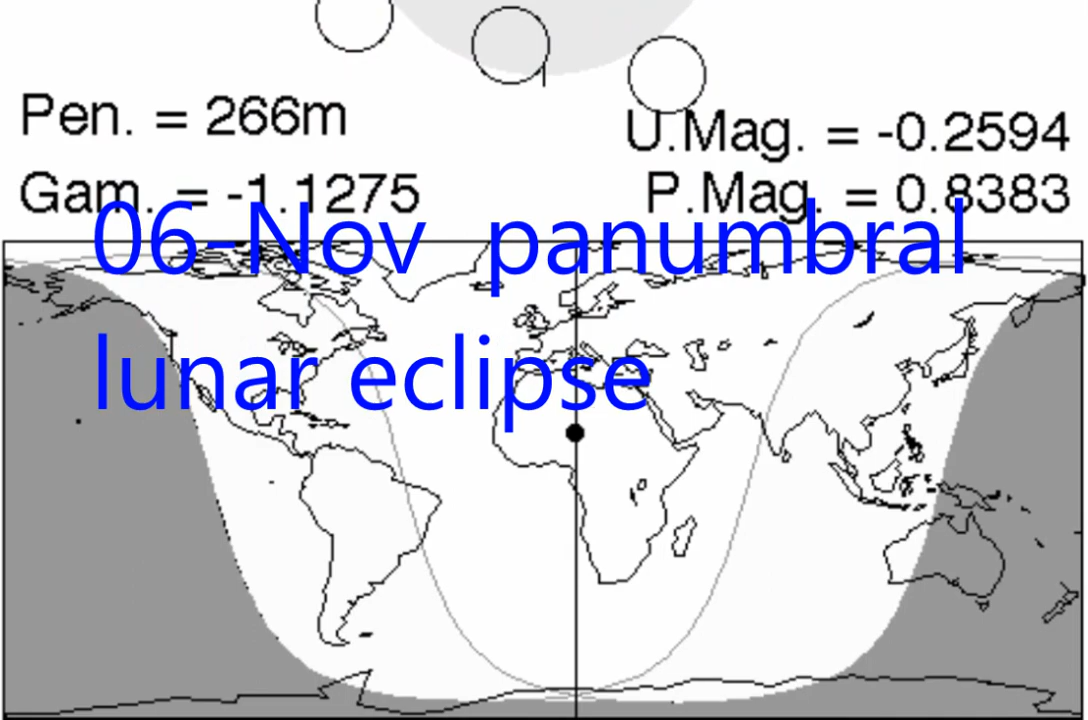 Pen. = 266m
U.Mag. = -0.2594
Gam. = -1.1275
P.Mag. = 0.8383
06-Nov panumbral
lunar eclipse